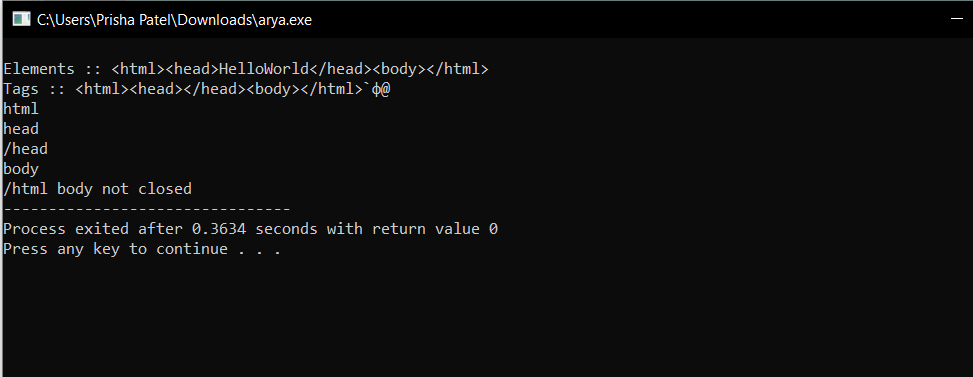 C:\Users\Prisha Patel\Downloads\arya.exe
Elements :: <html><head>HelloWorld</head><body></html>
Tags :: <html><head></head><body></html>`ф@
html
head
/head
body
/html body not closed
--------------------------------
Process exited after 0.3634 seconds with return value 0
Press any key to continue . . .